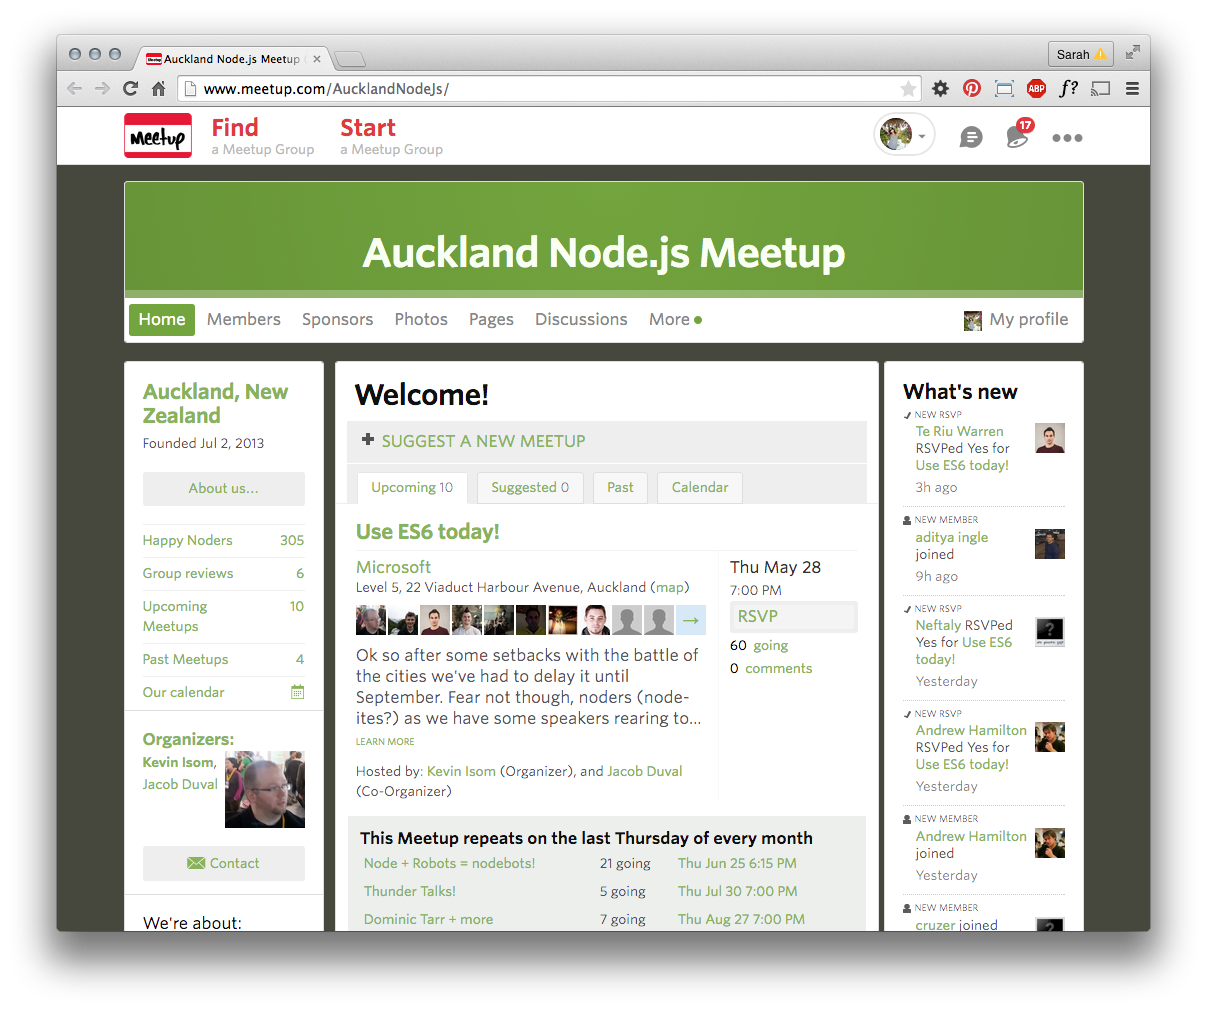 Meetup Auckland Node.js Meetup
Sarah
www.meetup.com/AucklandNodeJs/
ABP
f?
Meetup
Find
a Meetup Group
Start
a Meetup Group
17
Auckland Node.js Meetup
Home
Members
Sponsors
Photos
Pages
Discussions
More
My profile
Auckland, New
Zealand
Founded Jul 2, 2013
About us...
Happy Noders 305
Group reviews 6
Upcoming
Meetups 10
Past Meetups 4
Our calendar
Organizers:
Kevin Isom,
Jacob Duval
Contact
We're about:
Welcome!
SUGGEST A NEW MEETUP
Upcoming 10
Suggested 0
Past
Calendar
Use ES6 today!
Microsoft
Level 5, 22 Viaduct Harbour Avenue, Auckland (map)
→
Ok so after some setbacks with the battle of
the cities we've had to delay it until
September. Fear not though, noders (node-
ites?) as we have some speakers rearing to...
LEARN MORE
Hosted by: Kevin Isom (Organizer), and Jacob Duval
(Co-Organizer)
Thu May 28
7:00 PM
RSVP
60 going
0 comments
This Meetup repeats on the last Thursday of every month
Node + Robots = nodebots! 21 going Thu Jun 25 6:15 PM
Thunder Talks! 5 going Thu Jul 30 7:00 PM
Dominic Tarr + more 7 going Thu Aug 27 7:00 PM
What's new
NEW RSVP
Te Riu Warren
RSVPed Yes for
Use ES6 today!
3h ago
NEW MEMBER
aditya ingle
joined
9h ago
NEW RSVP
Neftaly RSVPed
Yes for Use ES6
today!
Yesterday
NEW RSVP
Andrew Hamilton
RSVPed Yes for
Use ES6 today!
Yesterday
NEW MEMBER
Andrew Hamilton
joined
Yesterday
NEW MEMBER
cruzer joined